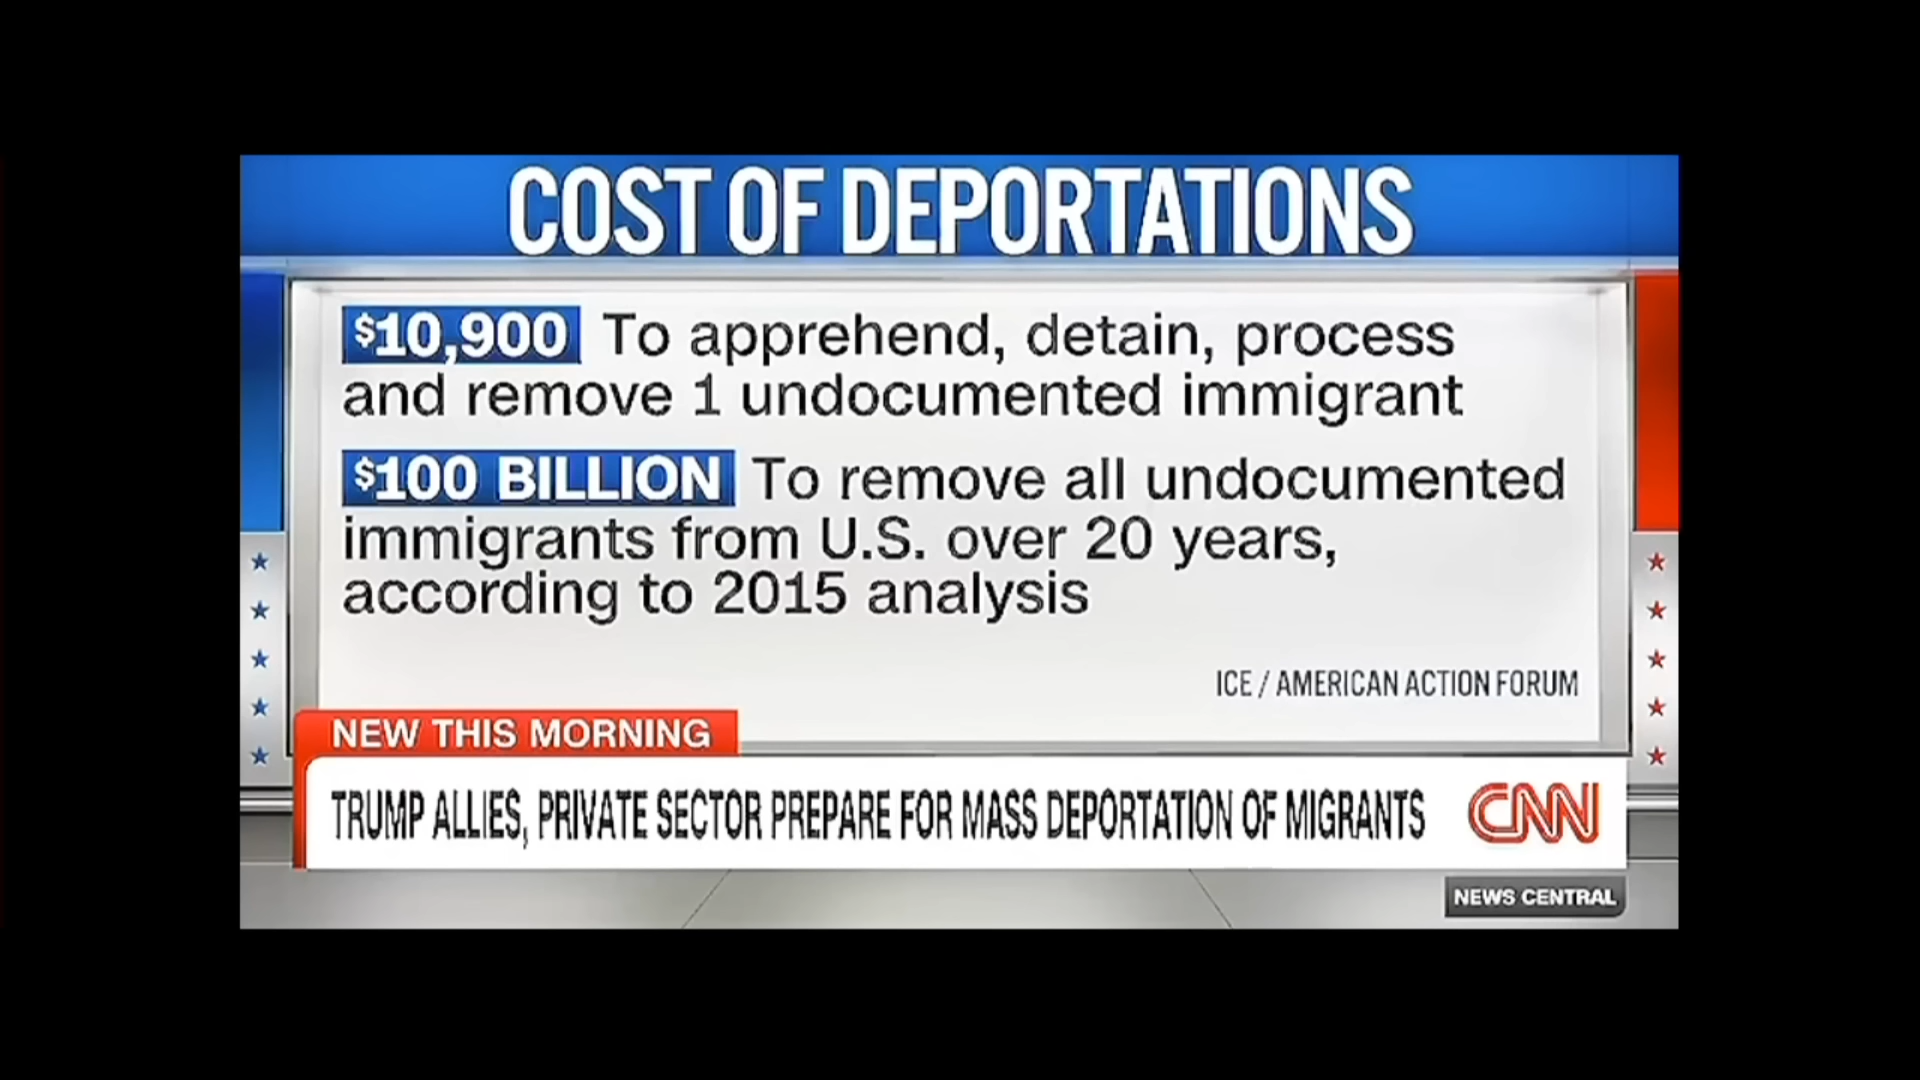 COST OF DEPORTATIONS
$10,900 To apprehend, detain, process
and remove 1 undocumented immigrant
$100 BILLION To remove all undocumented
immigrants from U.S. over 20 years,
according to 2015 analysis
ICE / AMERICAN ACTION FORUM
NEW THIS MORNING
TRUMP ALLIES, PRIVATE SECTOR PREPARE FOR MASS DEPORTATION OF MIGRANTS
CNN
NEWS CENTRAL